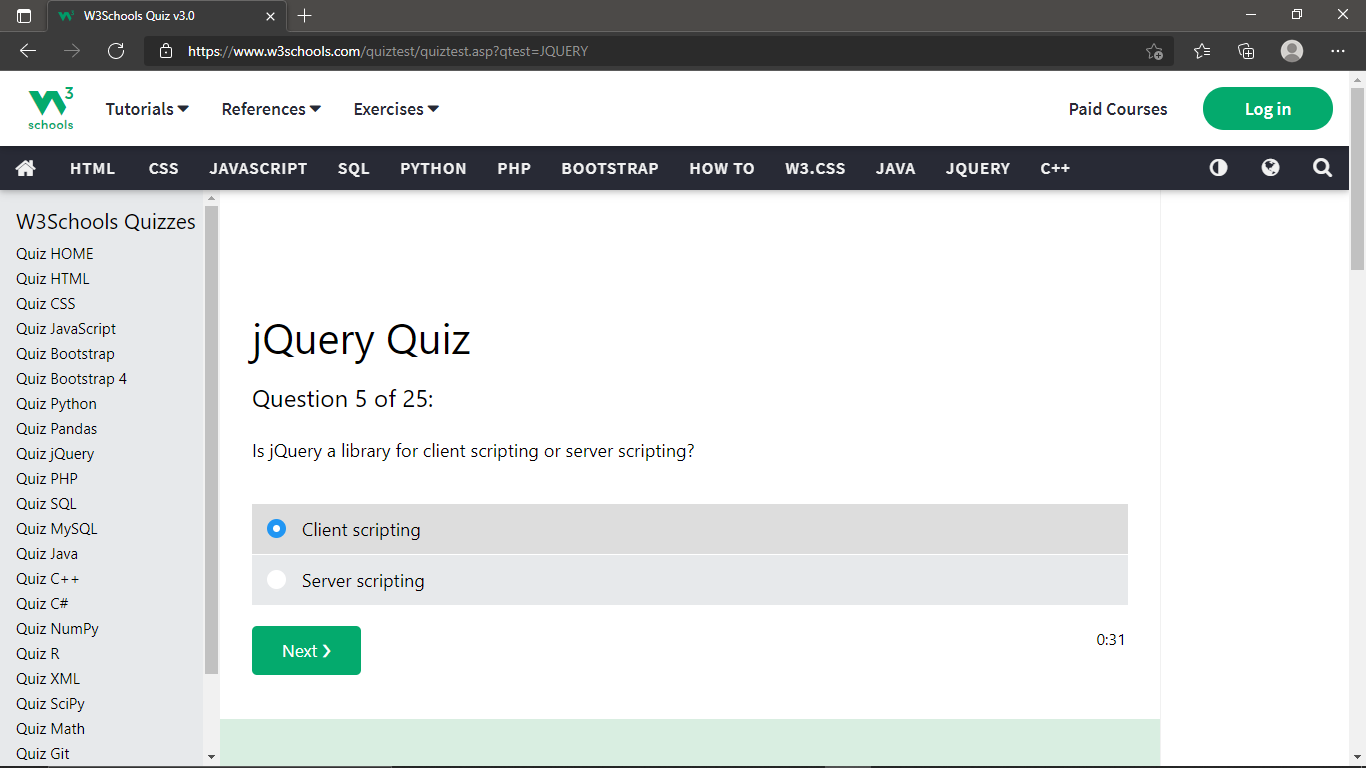 W3Schools Quiz v3.0
https://www.w3schools.com/quiztest/quiztest.asp?qtest=JQUERY
W3 schools
Tutorials
References
Exercises
Paid Courses
Log in
HTML CSS JAVASCRIPT SQL PYTHON PHP BOOTSTRAP HOW TO W3.CSS JAVA JQUERY C++
W3Schools Quizzes
Quiz HOME
Quiz HTML
Quiz CSS
Quiz JavaScript
Quiz Bootstrap
Quiz Bootstrap 4
Quiz Python
Quiz Pandas
Quiz jQuery
Quiz PHP
Quiz SQL
Quiz MySQL
Quiz Java
Quiz C++
Quiz C#
Quiz NumPy
Quiz R
Quiz XML
Quiz SciPy
Quiz Math
Quiz Git
jQuery Quiz
Question 5 of 25:
Is jQuery a library for client scripting or server scripting?
Client scripting
Server scripting
Next ❯
0:31